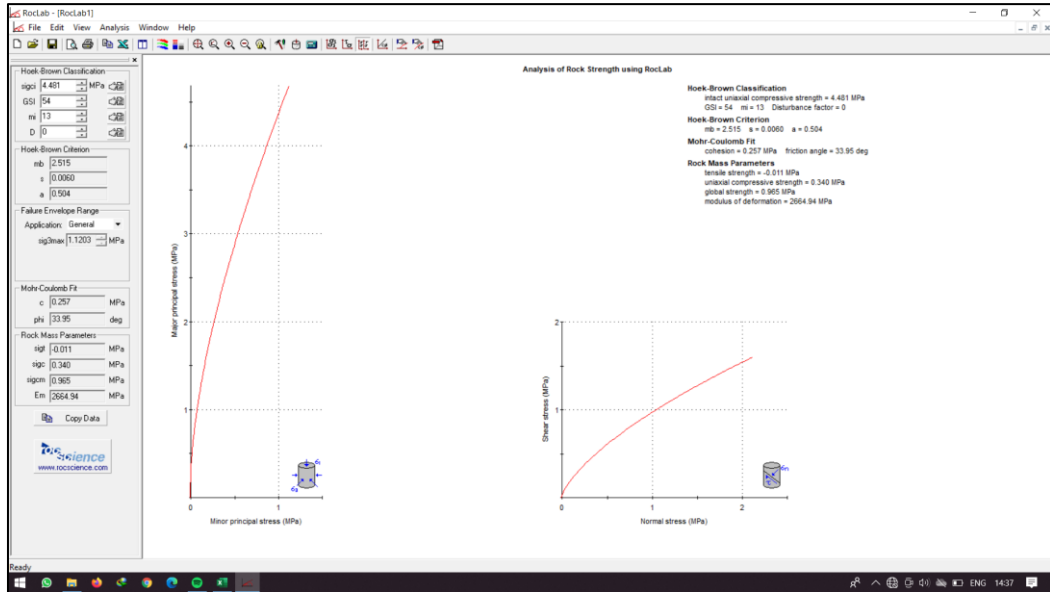 RocLab - [RocLab1]
File Edit View Analysis Window Help
Hoek-Brown Classification
sigci 4.481 MPa
GSI 54
mi 13
D 0
Hoek-Brown Criterion
mb 2.515
s 0.0060
a 0.504
Failure Envelope Range
Application: General
sig3max 1.1203 MPa
Mohr-Coulomb Fit
c 0.257 MPa
phi 33.95 deg
Rock Mass Parameters
sigt -0.011 MPa
sigc 0.340 MPa
sigcm 0.965 MPa
Em 2664.94 MPa
Copy Data
rocscience
www.rocscience.com
Analysis of Rock Strength using RocLab
Hoek-Brown Classification
intact uniaxial compressive strength = 4.481 MPa
GSI = 54 mi = 13 Disturbance factor = 0
Hoek-Brown Criterion
mb = 2.515 s = 0.0060 a = 0.504
Mohr-Coulomb Fit
cohesion = 0.257 MPa friction angle = 33.95 deg
Rock Mass Parameters
tensile strength = -0.011 MPa
uniaxial compressive strength = 0.340 MPa
global strength = 0.965 MPa
modulus of deformation = 2664.94 MPa
Major principal stress (MPa)
4
3
2
1
0 1
Minor principal stress (MPa)
Shear stress (MPa)
2
1
0 1 2
Normal stress (MPa)
Ready
ENG 14:37